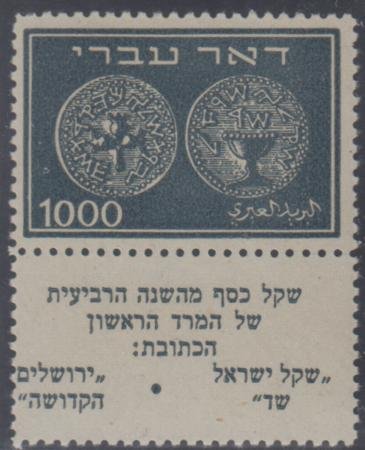 דאר עברי
1000
البريد العبري
שקל כסף מהשנה הרביעית
של המרד הראשון
הכתובת:
„שקל ישראל „ירושלים
שד“ • הקדושה“